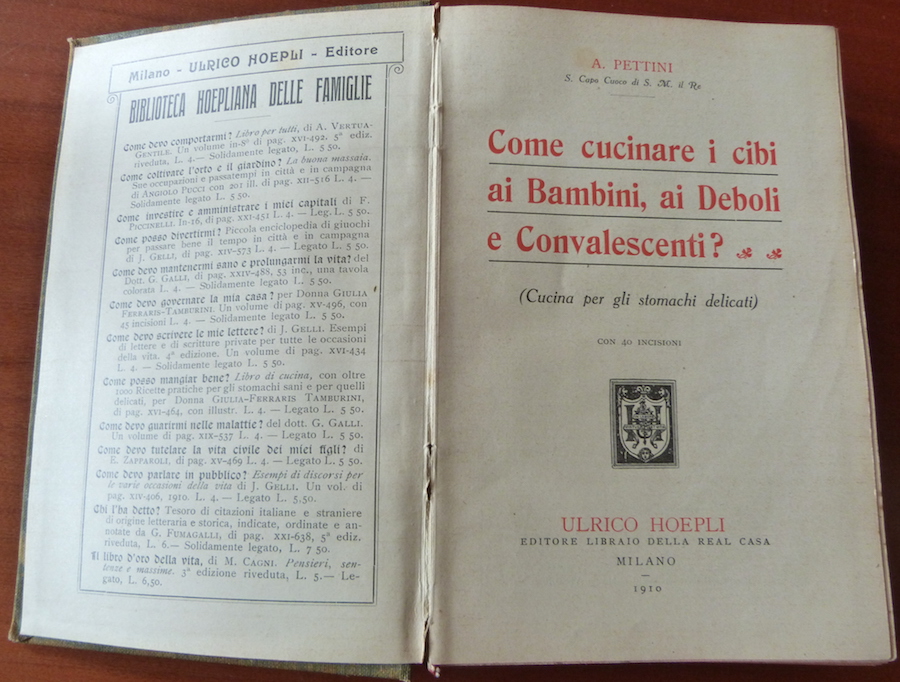 Milano - ULRICO HOEPLI - Editore
BIBLIOTECA HOEPLIANA DELLE FAMIGLIE
Come devo comportarmi? Libro per tutti, di A. VERTUA-
GENTILE. Un volume in-8º di pag. XVI-492, 5ª ediz.
riveduta, L. 4.— Solidamente legato, L. 5 50.
Come coltivare l'orto e il giardino? La buona massaia.
Sue occupazioni e passatempi in città e in campagna
di ANGIOLO PUCCI con 201 ill. di pag. XII-516 L. 4. —
Solidamente legato L. 5 50.
Come investire e amministrare i miei capitali di F.
PICCINELLI. In-16, di pag. XXI-451 L. 4. — Leg. L. 5 50.
Come posso divertirmi? Piccola enciclopedia di giuochi
per passare bene il tempo in città e in campagna
di J. GELLI, di pag. XIV-573 L. 4. — Legato L. 5 50.
Come devo mantenermi sano e prolungarmi la vita? del
Dott. G. GALLI, di pag. XXIV-488, 53 inc., una tavola
colorata L. 4. — Solidamente legato L. 5 50.
Come devo governare la mia casa? per Donna GIULIA
FERRARIS-TAMBURINI. Un volume di pag. XV-496, con
45 incisioni L. 4. — Solidamente legato L. 5 50.
Come devo scrivere le mie lettere? di J. GELLI. Esempi
di lettere e di scritture private per tutte le occasioni
della vita. 4ª edizione. Un volume di pag. XVI-434
L. 4. — Solidamente legato L. 5 50.
Come posso mangiar bene? Libro di cucina, con oltre
1000 Ricette pratiche per gli stomachi sani e per quelli
delicati, per Donna GIULIA-FERRARIS TAMBURINI,
di pag. XVI-464, con illustr. L. 4. — Legato L. 5 50.
Come devo guarirmi nelle malattie? del dott. G. GALLI.
Un volume di pag. XIX-537 L. 4. — Legato L. 5 50.
Come devo tutelare la vita civile dei miei figli? di
E. ZAPPAROLI, di pag. XV-469 L. 4. — Legato L. 5 50.
Come devo parlare in pubblico? Esempi di discorsi per
le varie occasioni della vita di J. GELLI. Un vol. di
pag. XIV-406, 1910. L. 4. — Legato L. 5,50.
Chi l'ha detto? Tesoro di citazioni italiane e straniere
di origine letteraria e storica, indicate, ordinate e an-
notate da G. FUMAGALLI, di pag. XXI-638, 5ª ediz.
riveduta, L. 6.— Solidamente legato, L. 7 50.
Il libro d'oro della vita, di M. CAGNI. Pensieri, sen-
tenze e massime. 3ª edizione riveduta, L. 5.— Le-
gato, L. 6,50.
A. PETTINI
S. Capo Cuoco di S. M. il Re
Come cucinare i cibi
ai Bambini, ai Deboli
e Convalescenti?
(Cucina per gli stomachi delicati)
CON 40 INCISIONI
ULRICO HOEPLI
EDITORE LIBRAIO DELLA REAL CASA
MILANO
1910